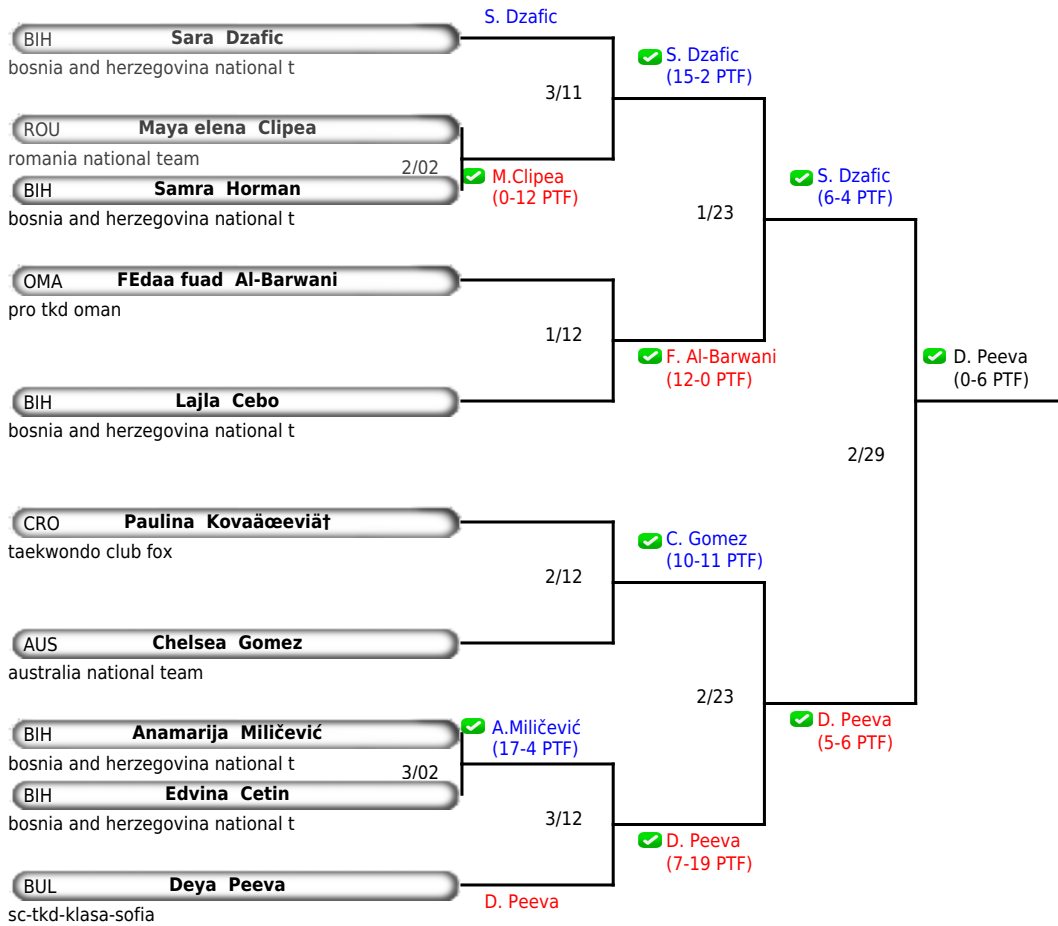 S. Dzafic
BIH Sara Dzafic
bosnia and herzegovina national t
S. Dzafic
(15-2 PTF)
3/11
ROU Maya elena Clipea
romania national team
2/02
M.Clipea
(0-12 PTF)
BIH Samra Horman
bosnia and herzegovina national t
S. Dzafic
(6-4 PTF)
1/23
OMA FEdaa fuad Al-Barwani
pro tkd oman
1/12
F. Al-Barwani
(12-0 PTF)
D. Peeva
(0-6 PTF)
BIH Lajla Cebo
bosnia and herzegovina national t
2/29
CRO Paulina Kovaäœeviä†
taekwondo club fox
C. Gomez
(10-11 PTF)
2/12
AUS Chelsea Gomez
australia national team
2/23
D. Peeva
(5-6 PTF)
BIH Anamarija Miličević
bosnia and herzegovina national t
A.Miličević
(17-4 PTF)
3/02
BIH Edvina Cetin
bosnia and herzegovina national t
3/12
D. Peeva
(7-19 PTF)
BUL Deya Peeva
sc-tkd-klasa-sofia
D. Peeva